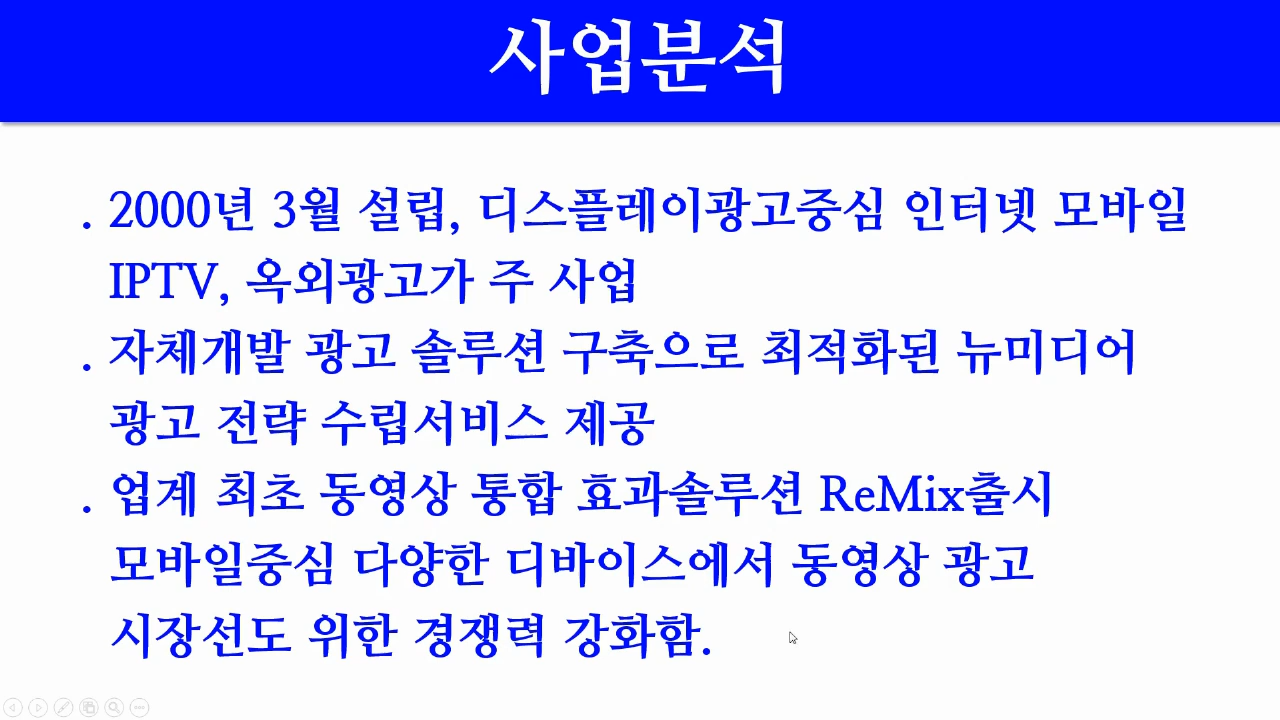 사업분석
. 2000년 3월 설립, 디스플레이광고중심 인터넷 모바일
IPTV, 옥외광고가 주 사업
. 자체개발 광고 솔루션 구축으로 최적화된 뉴미디어
광고 전략 수립서비스 제공
. 업계 최초 동영상 통합 효과솔루션 ReMix출시
모바일중심 다양한 디바이스에서 동영상 광고
시장선도 위한 경쟁력 강화함.